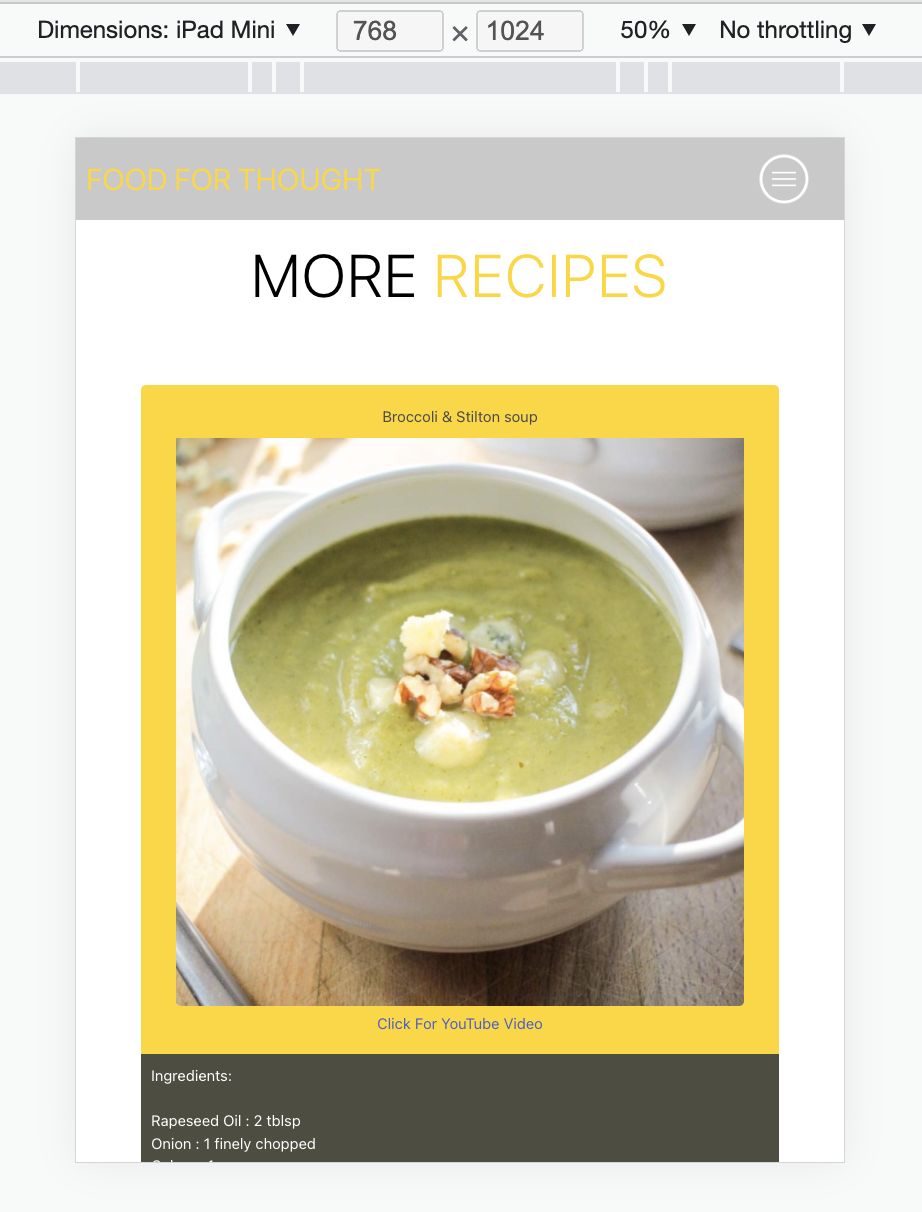 Dimensions: iPad Mini ▼ 768 × 1024 50% ▼ No throttling ▼
FOOD FOR THOUGHT
MORE RECIPES
Broccoli & Stilton soup
Click For YouTube Video
Ingredients:
Rapeseed Oil : 2 tblsp
Onion : 1 finely chopped